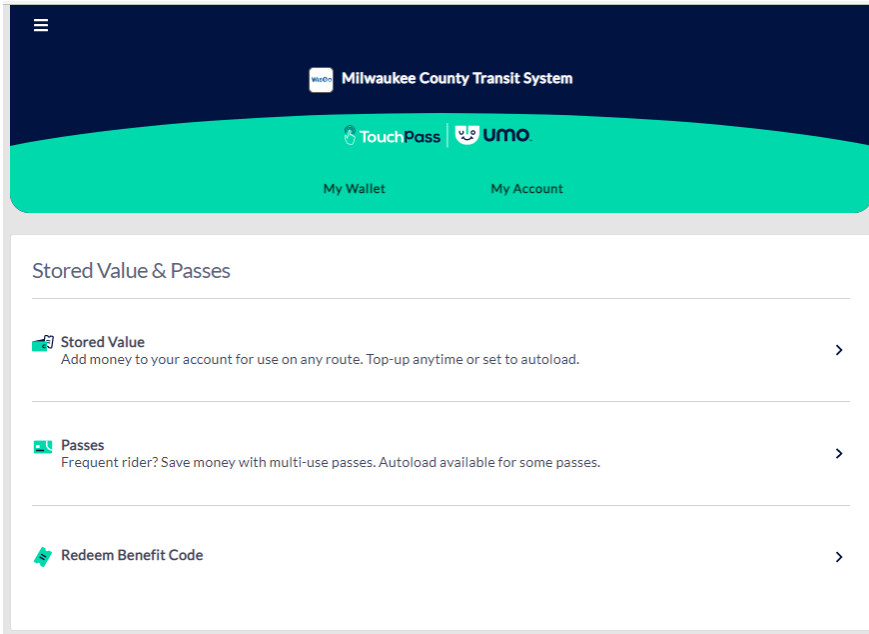 Milwaukee County Transit System
TouchPass umo.
My Wallet My Account
Stored Value & Passes
Stored Value
Add money to your account for use on any route. Top-up anytime or set to autoload.
Passes
Frequent rider? Save money with multi-use passes. Autoload available for some passes.
Redeem Benefit Code